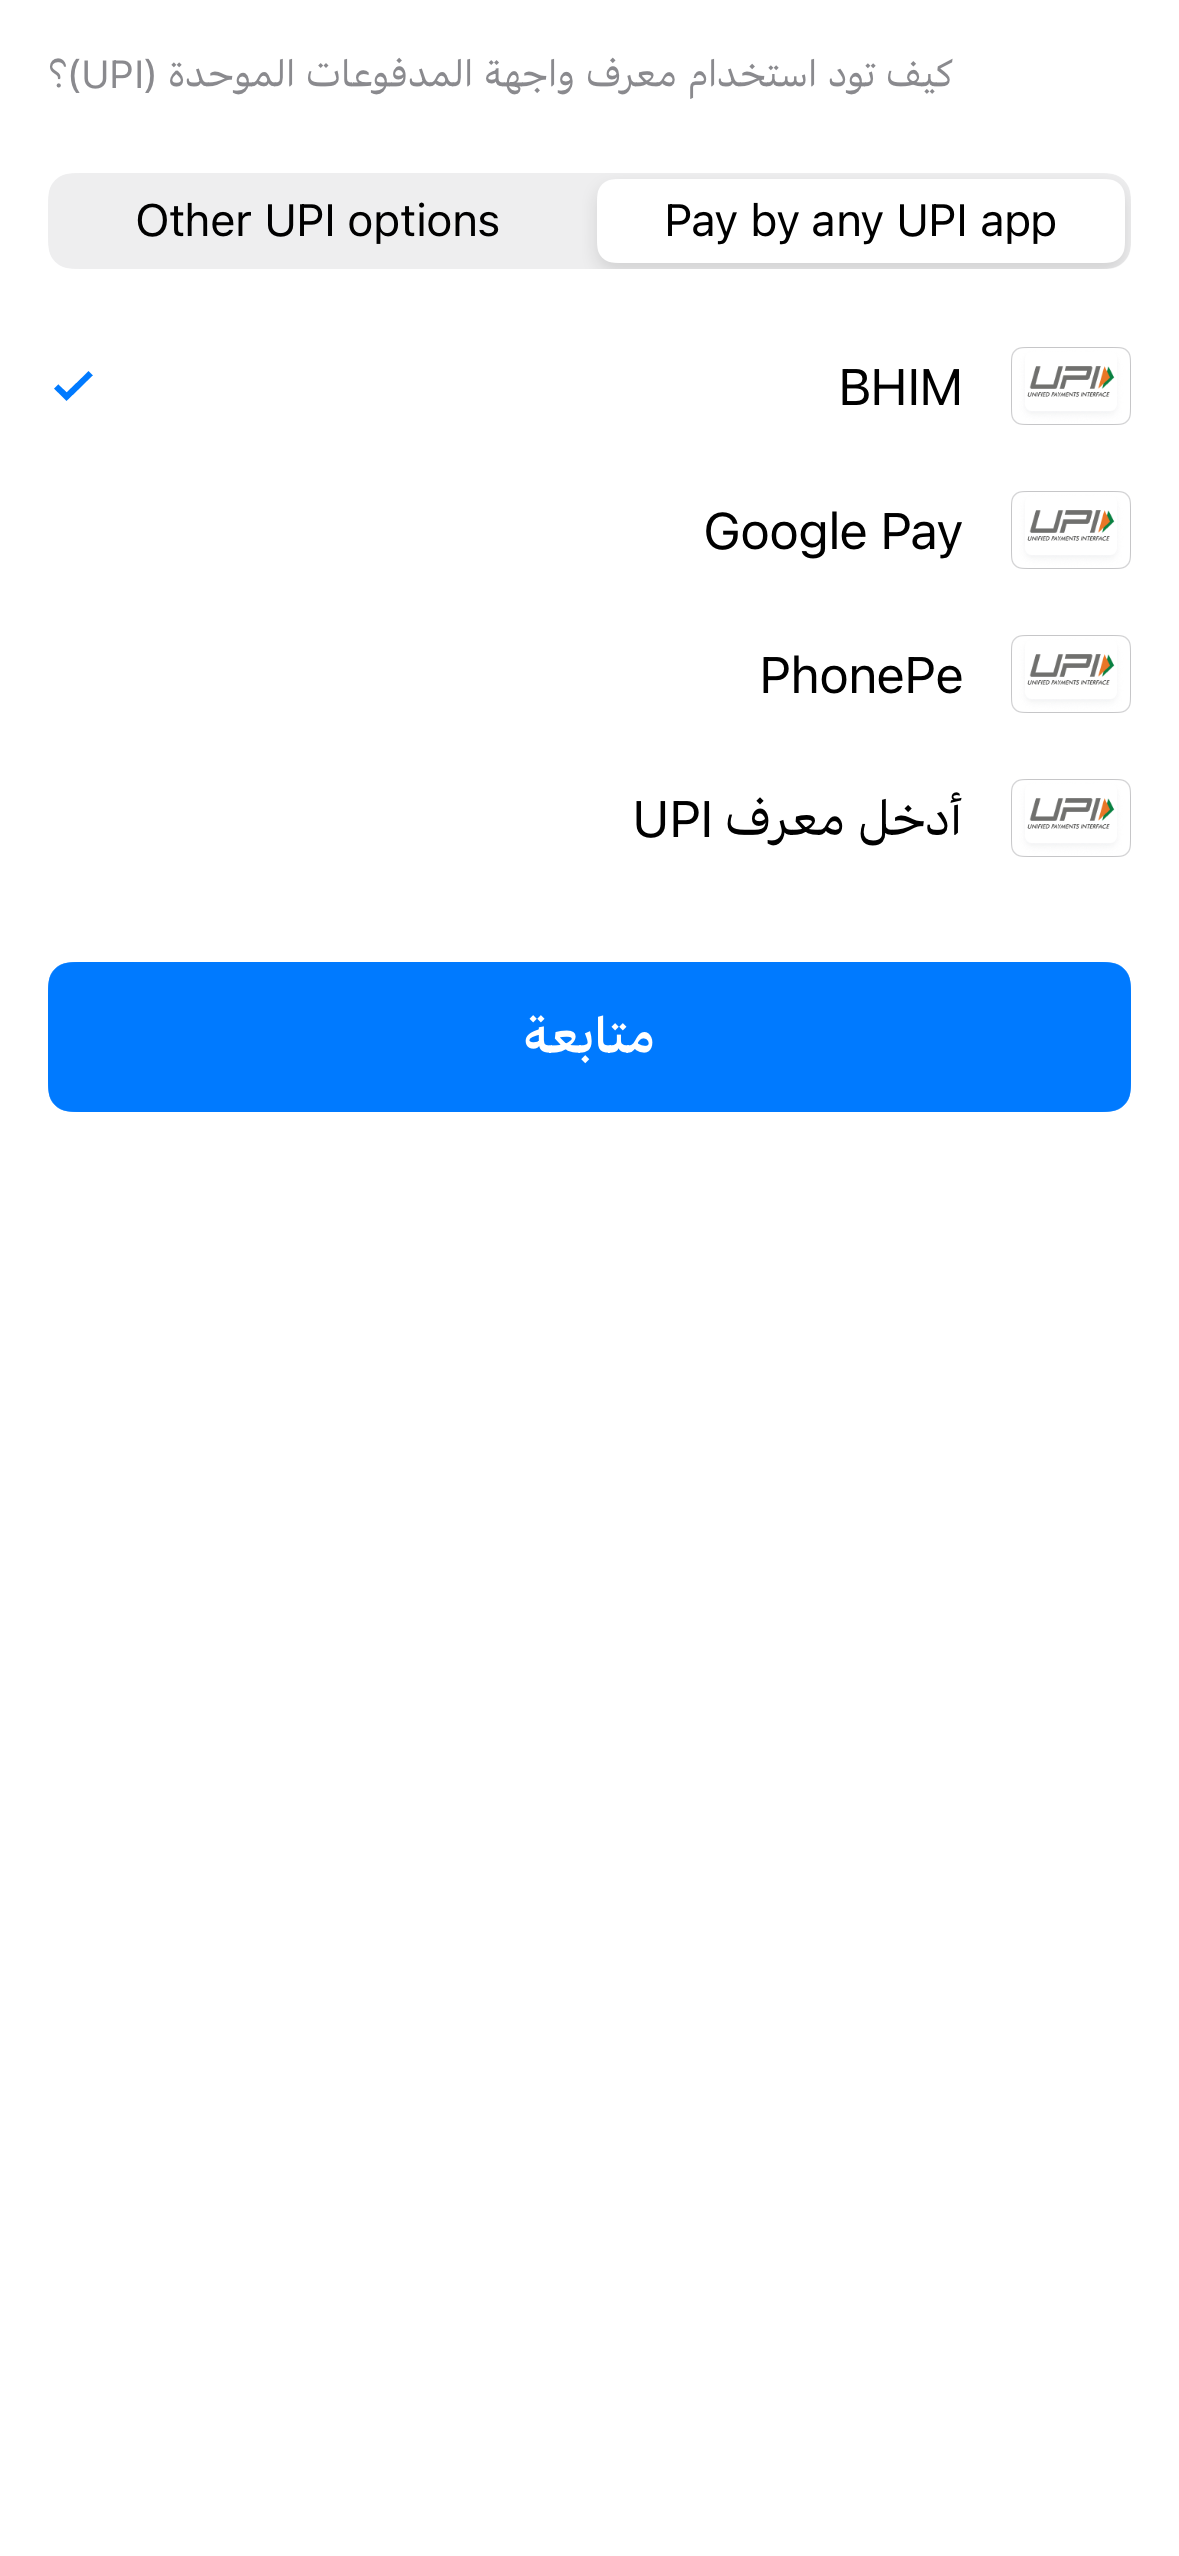 كيف تود استخدام معرف واجهة المدفوعات الموحدة (UPI)؟
Pay by any UPI app
Other UPI options
UPI
UNIFIED PAYMENTS INTERFACE
BHIM
UPI
UNIFIED PAYMENTS INTERFACE
Google Pay
UPI
UNIFIED PAYMENTS INTERFACE
PhonePe
UPI
UNIFIED PAYMENTS INTERFACE
أدخل معرف UPI
متابعة